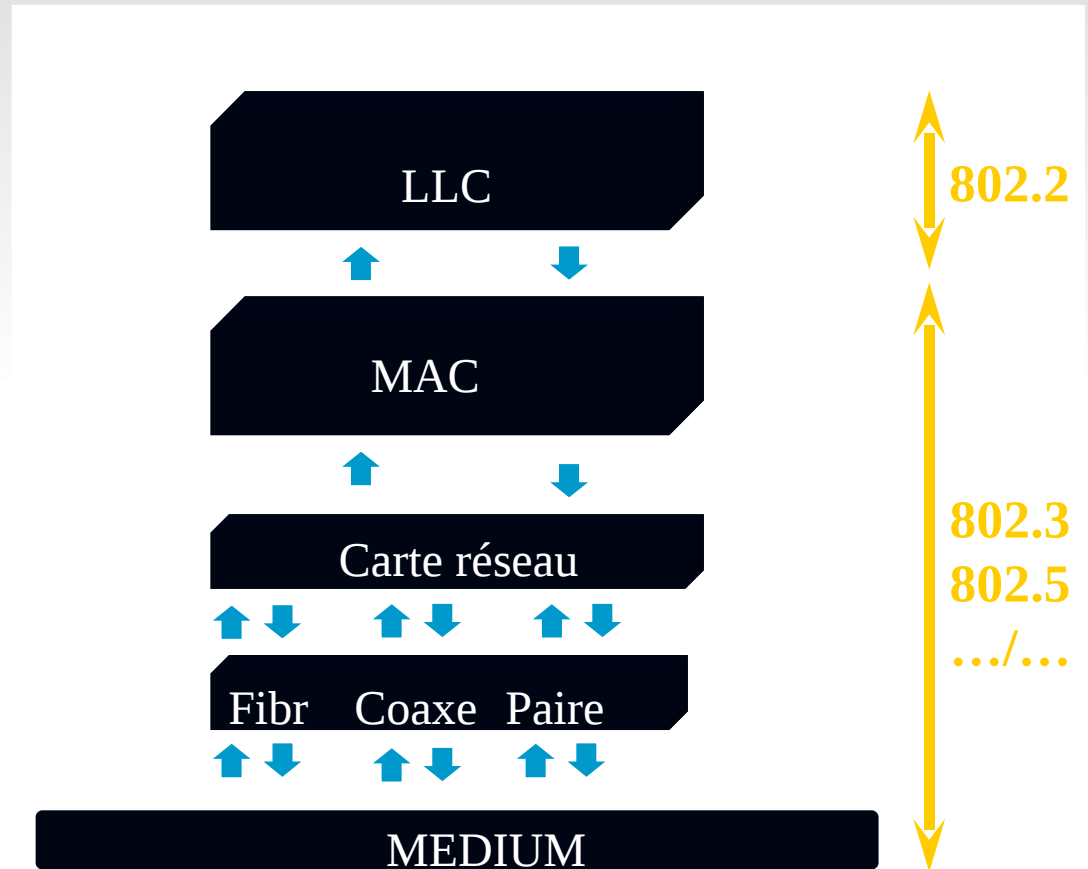 LLC
802.2
MAC
802.3
Carte réseau
802.5
…/…
Fibr Coaxe Paire
MEDIUM